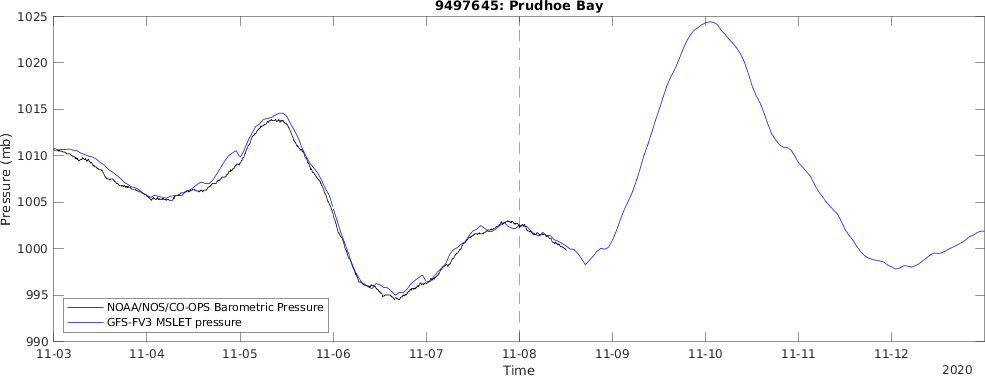 9497645: Prudhoe Bay
1025
1020
1015
1010
1005
1000
995
990
Pressure (mb)
NOAA/NOS/CO-OPS Barometric Pressure
GFS-FV3 MSLET pressure
11-03 11-04 11-05 11-06 11-07 11-08 11-09 11-10 11-11 11-12
Time
2020